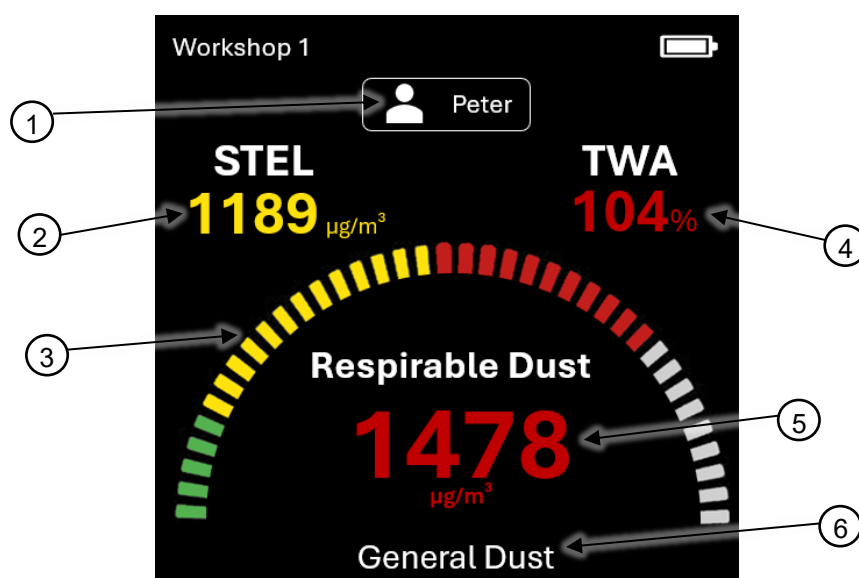 Workshop 1
1
Peter
STEL
TWA
2
1189 µg/m³
104%
4
3
Respirable Dust
1478
5
µg/m³
6
General Dust